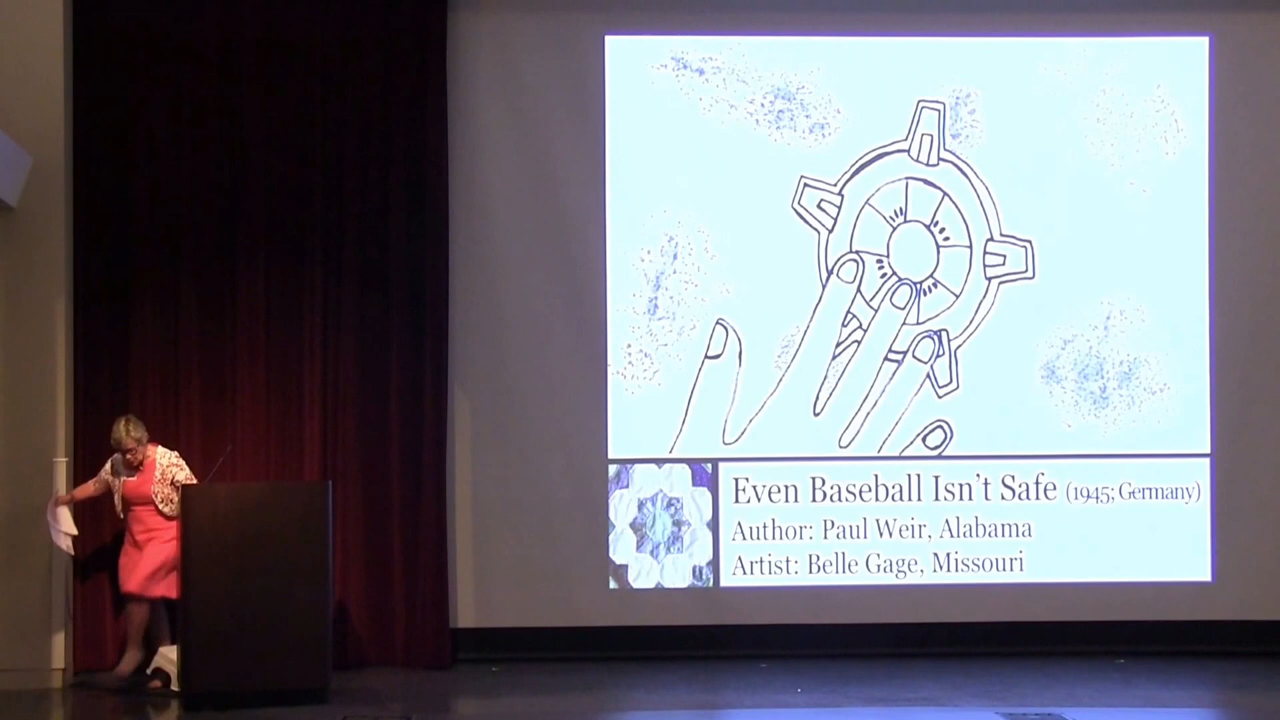 Even Baseball Isn't Safe (1945; Germany)
Author: Paul Weir, Alabama
Artist: Belle Gage, Missouri